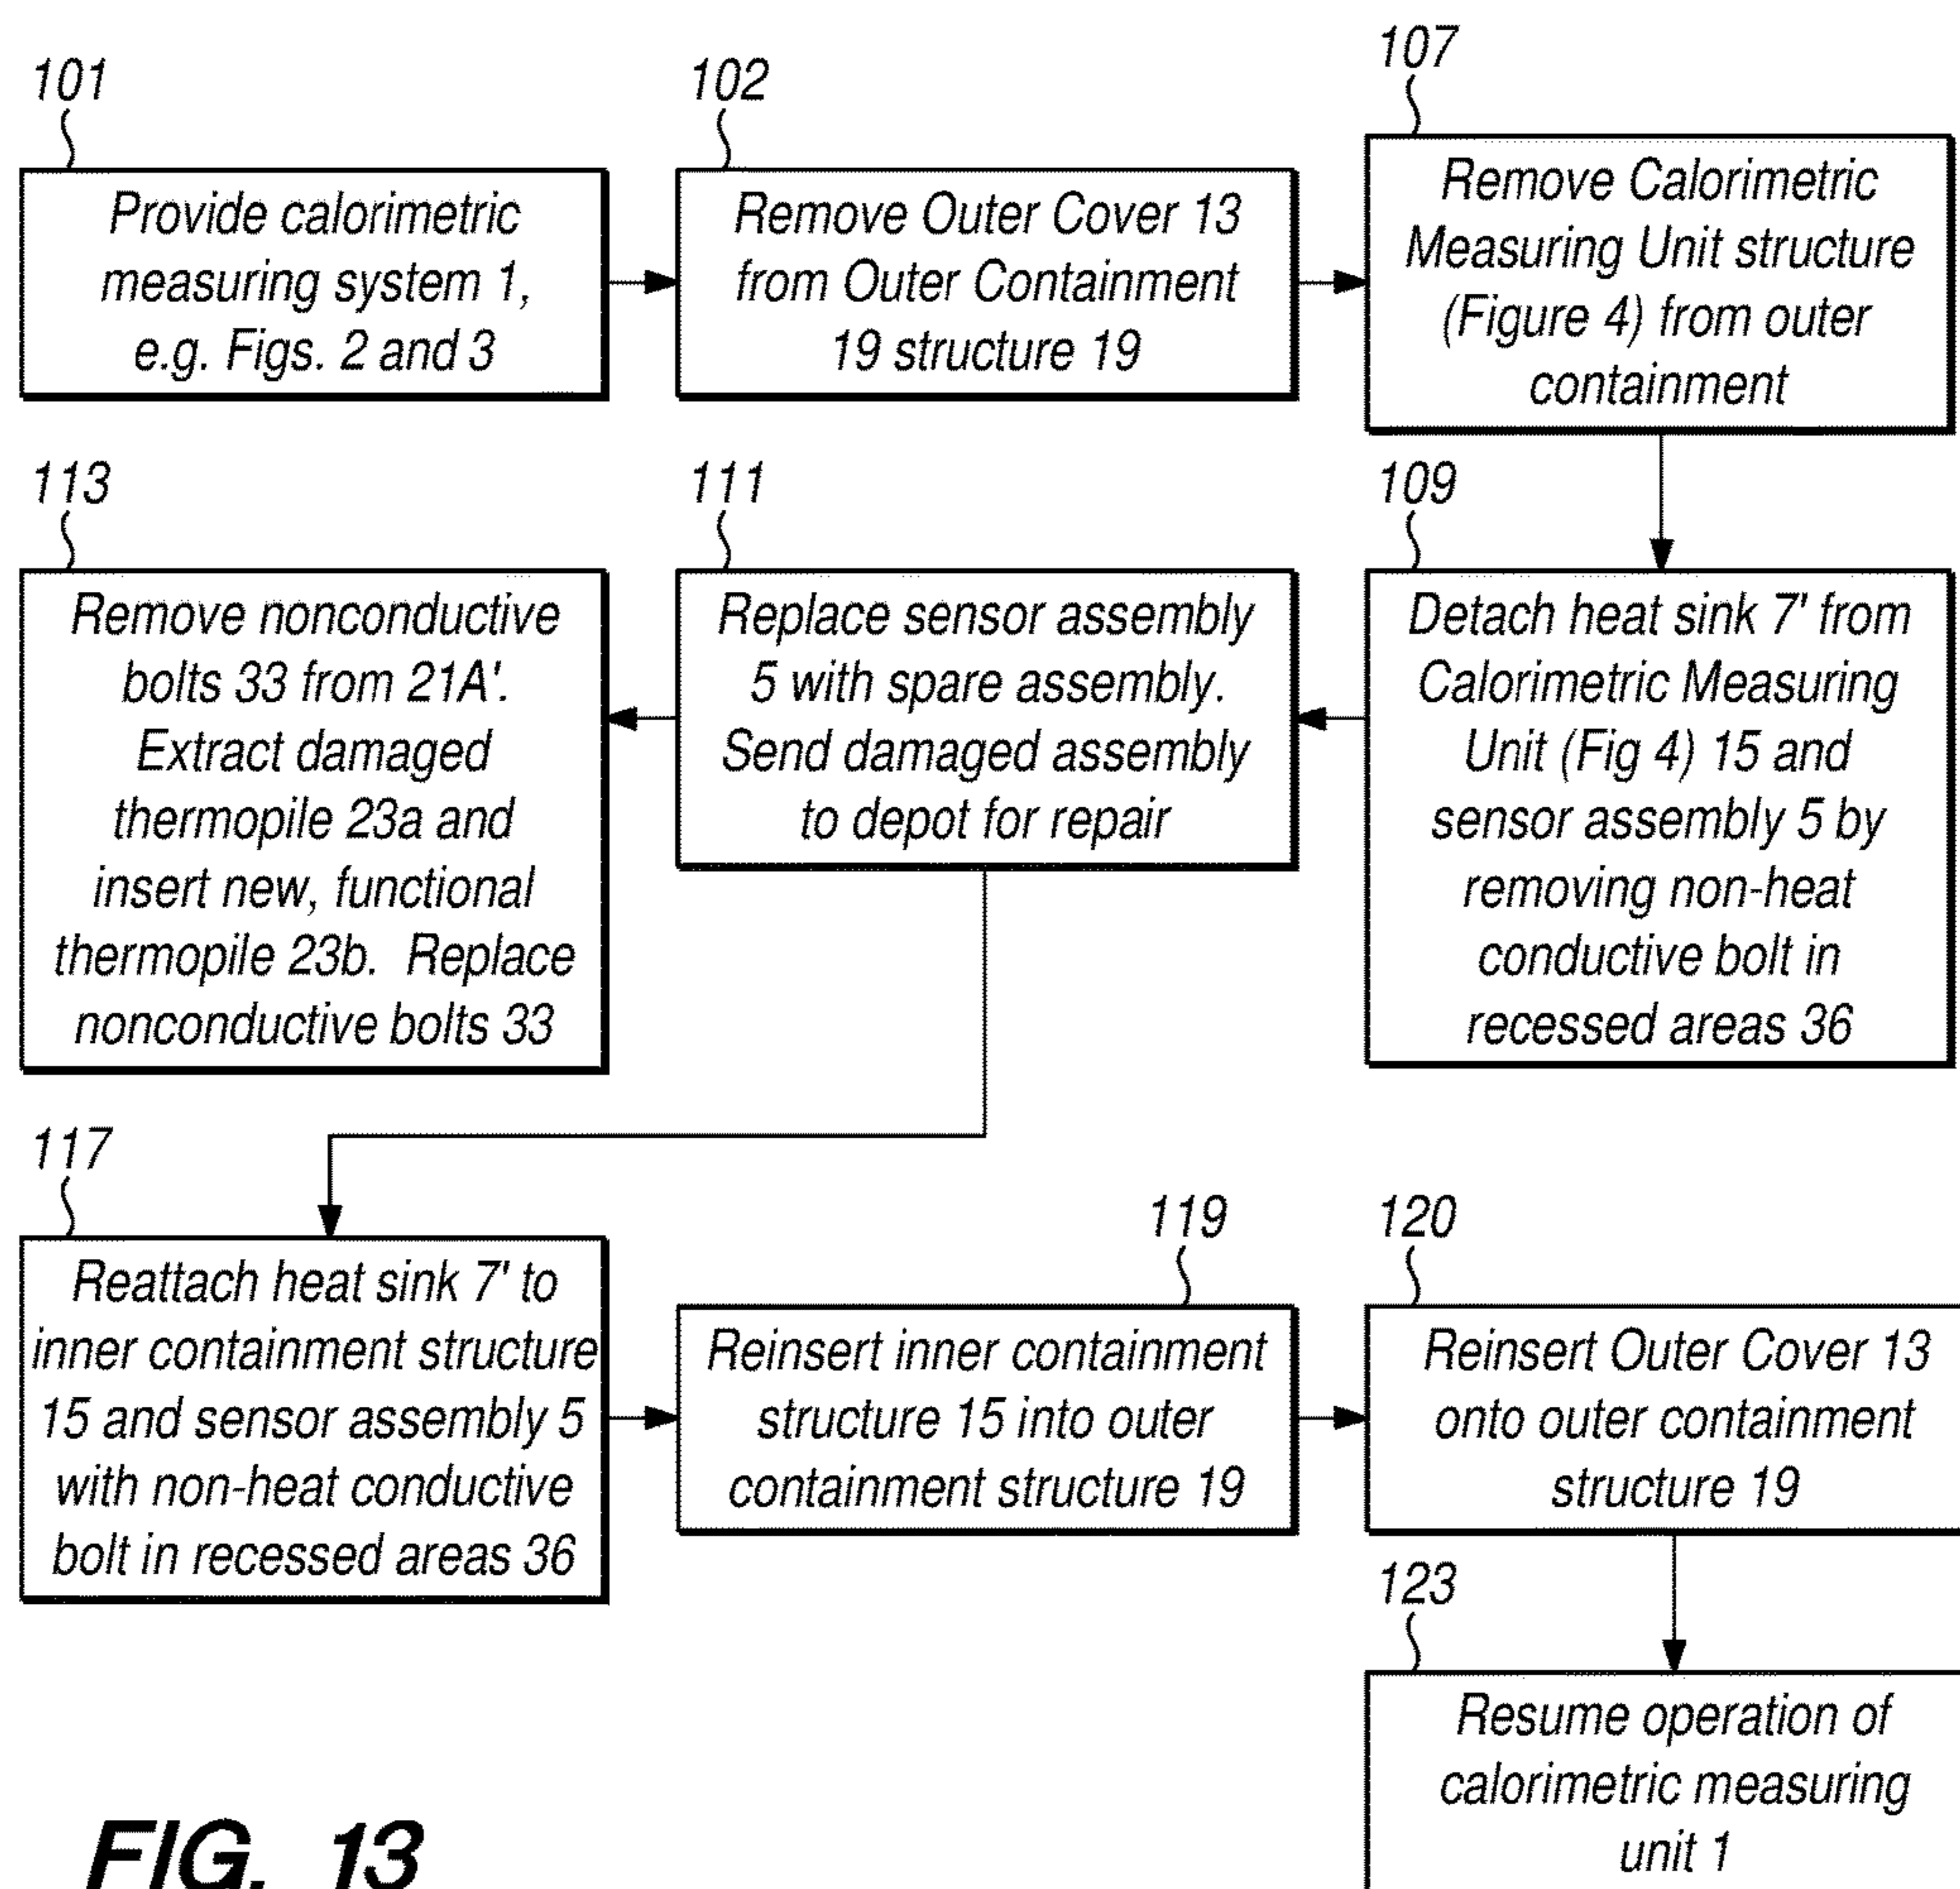 101
Provide calorimetric
measuring system 1,
e.g. Figs. 2 and 3
102
Remove Outer Cover 13
from Outer Containment
19 structure 19
107
Remove Calorimetric
Measuring Unit structure
(Figure 4) from outer
containment
113
Remove nonconductive
bolts 33 from 21A'.
Extract damaged
thermopile 23a and
insert new, functional
thermopile 23b. Replace
nonconductive bolts 33
111
Replace sensor assembly
5 with spare assembly.
Send damaged assembly
to depot for repair
109
Detach heat sink 7' from
Calorimetric Measuring
Unit (Fig 4) 15 and
sensor assembly 5 by
removing non-heat
conductive bolt in
recessed areas 36
117
Reattach heat sink 7' to
inner containment structure
15 and sensor assembly 5
with non-heat conductive
bolt in recessed areas 36
119
Reinsert inner containment
structure 15 into outer
containment structure 19
120
Reinsert Outer Cover 13
onto outer containment
structure 19
123
Resume operation of
calorimetric measuring
unit 1
FIG. 13